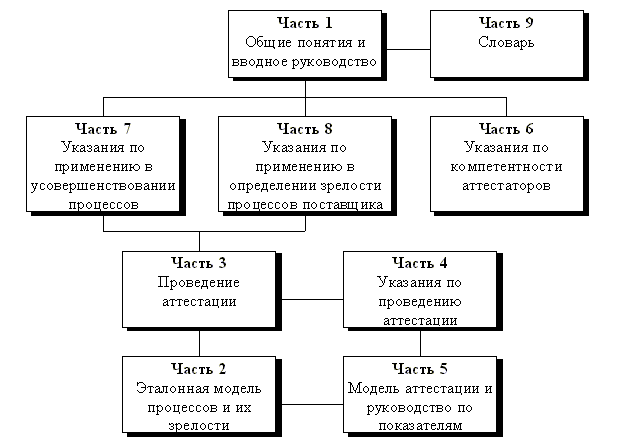 Часть 1
Общие понятия и
вводное руководство
Часть 9
Словарь
Часть 7
Указания по
применению в
усовершенствовании
процессов
Часть 8
Указания по
применению в
определении зрелости
процессов поставщика
Часть 6
Указания по
компетентности
аттестаторов
Часть 3
Проведение
аттестации
Часть 4
Указания по
проведению
аттестации
Часть 2
Эталонная модель
процессов и их
зрелости
Часть 5
Модель аттестации и
руководство по
показателям